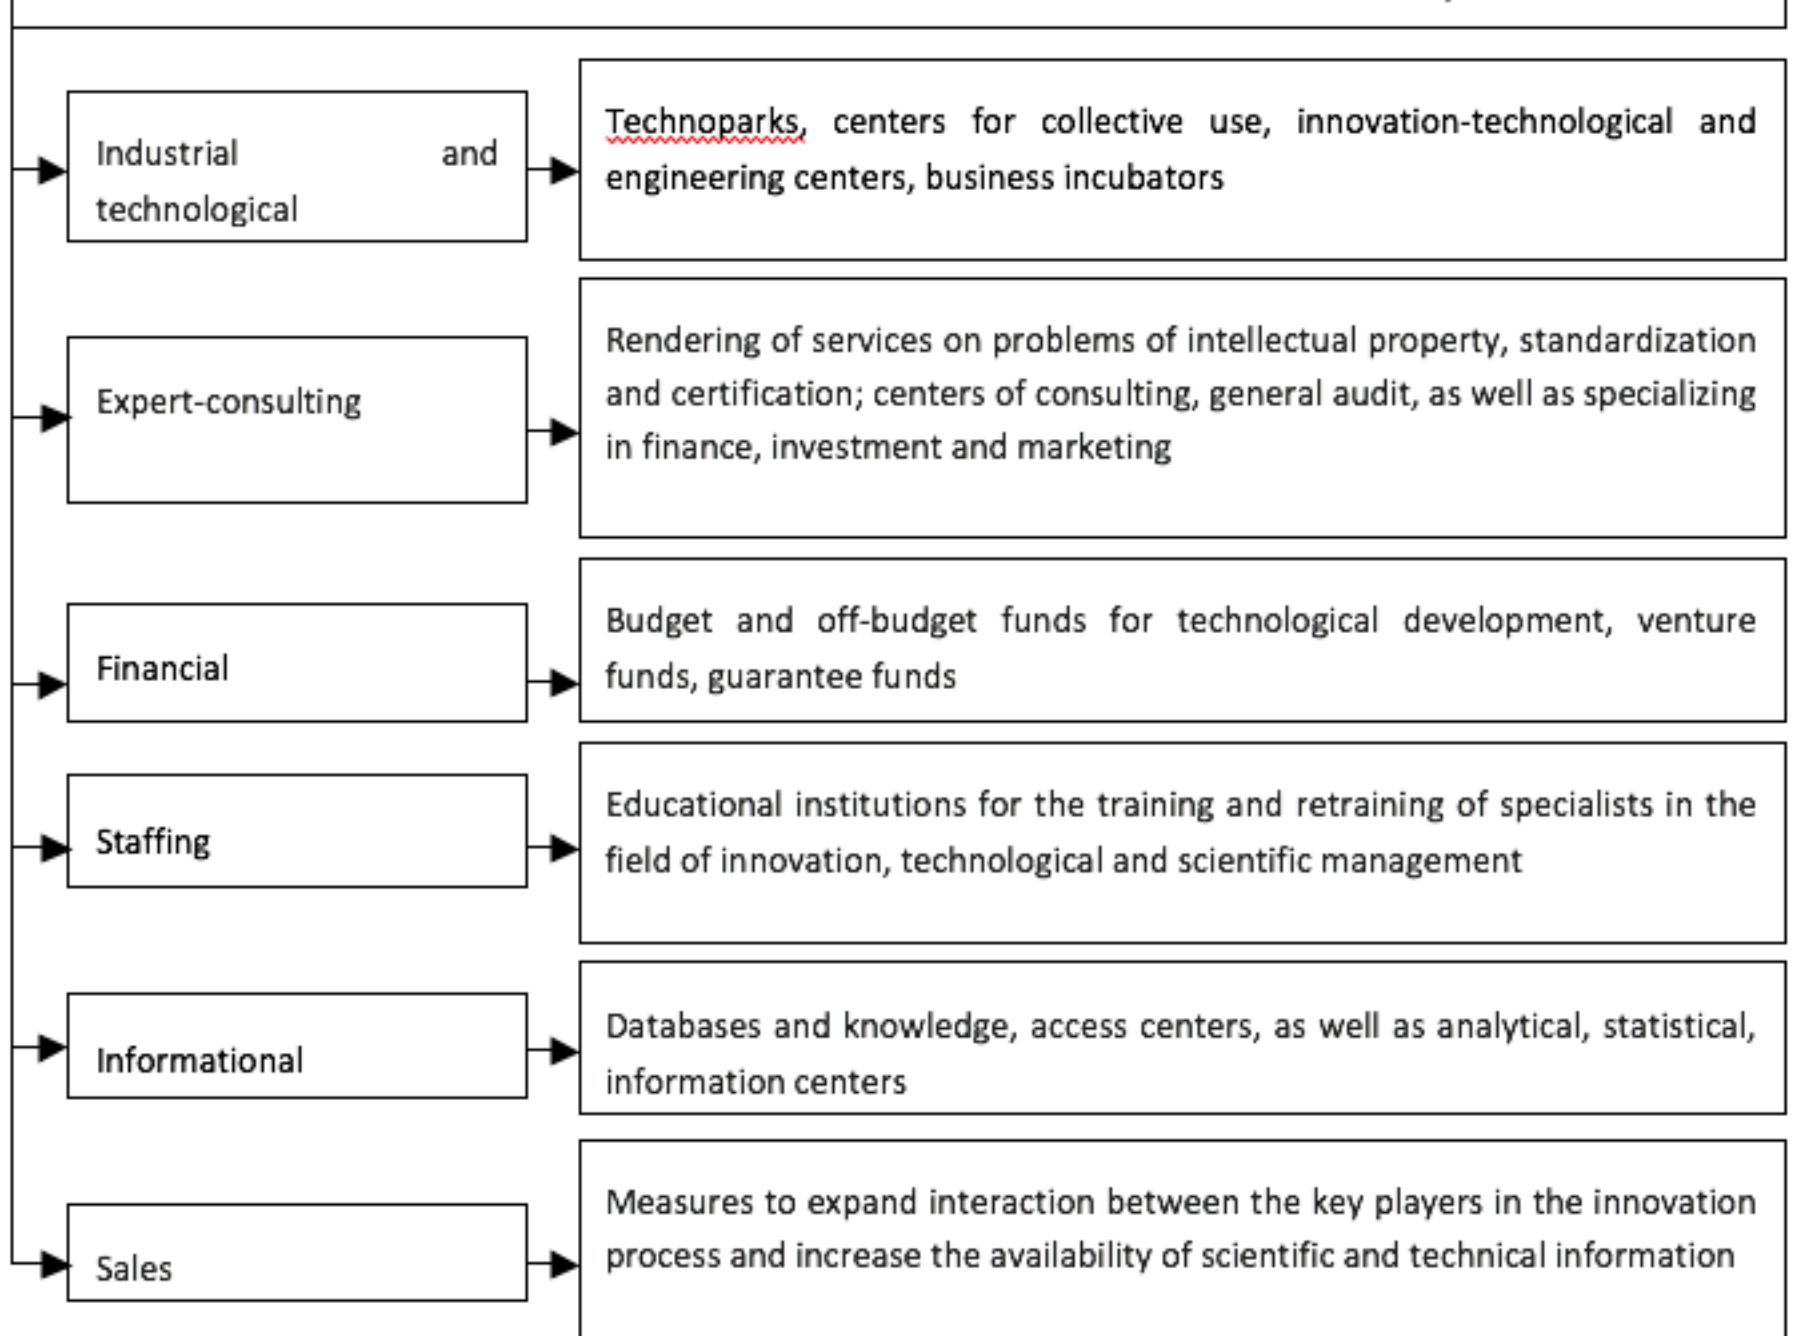 Industrial and
technological
Technoparks, centers for collective use, innovation-technological and
engineering centers, business incubators
Expert-consulting
Rendering of services on problems of intellectual property, standardization
and certification; centers of consulting, general audit, as well as specializing
in finance, investment and marketing
Financial
Budget and off-budget funds for technological development, venture
funds, guarantee funds
Staffing
Educational institutions for the training and retraining of specialists in the
field of innovation, technological and scientific management
Informational
Databases and knowledge, access centers, as well as analytical, statistical,
information centers
Sales
Measures to expand interaction between the key players in the innovation
process and increase the availability of scientific and technical information